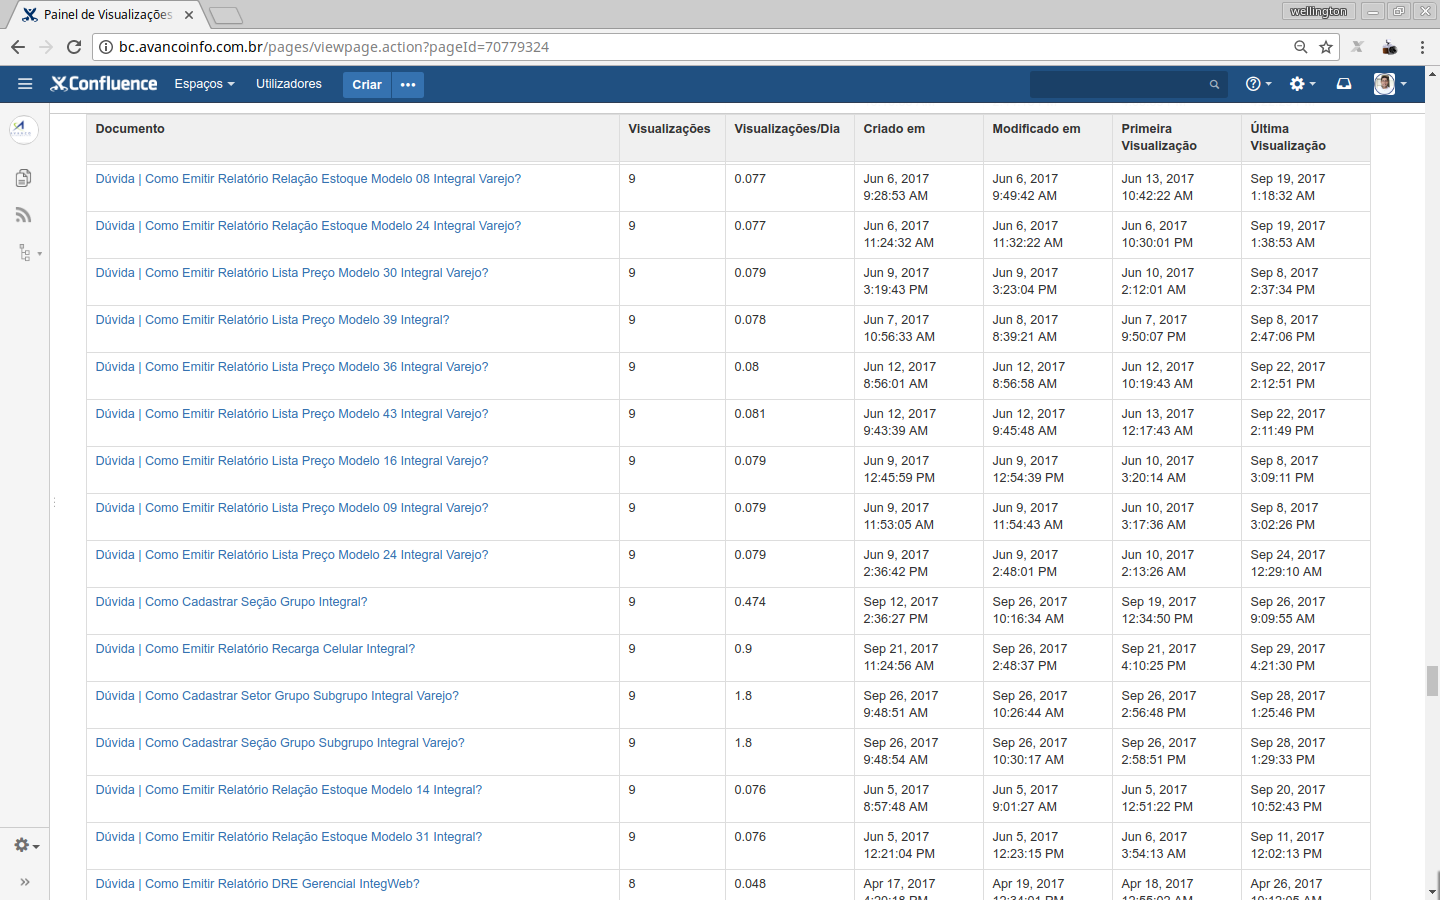 Painel de Visualizações
wellington
bc.avancoinfo.com.br/pages/viewpage.action?pageId=70779324
Confluence Espaços Utilizadores Criar
Documento Visualizações Visualizações/Dia Criado em Modificado em Primeira Visualização Última Visualização
Dúvida | Como Emitir Relatório Relação Estoque Modelo 08 Integral Varejo? 9 0.077 Jun 6, 2017 Jun 6, 2017 Jun 13, 2017 Sep 19, 2017
9:28:53 AM 9:49:42 AM 10:42:22 AM 1:18:32 AM
Dúvida | Como Emitir Relatório Relação Estoque Modelo 24 Integral Varejo? 9 0.077 Jun 6, 2017 Jun 6, 2017 Jun 6, 2017 Sep 19, 2017
11:24:32 AM 11:32:22 AM 10:30:01 PM 1:38:53 AM
Dúvida | Como Emitir Relatório Lista Preço Modelo 30 Integral Varejo? 9 0.079 Jun 9, 2017 Jun 9, 2017 Jun 10, 2017 Sep 8, 2017
3:19:43 PM 3:23:04 PM 2:12:01 AM 2:37:34 PM
Dúvida | Como Emitir Relatório Lista Preço Modelo 39 Integral? 9 0.078 Jun 7, 2017 Jun 8, 2017 Jun 7, 2017 Sep 8, 2017
10:56:33 AM 8:39:21 AM 9:50:07 PM 2:47:06 PM
Dúvida | Como Emitir Relatório Lista Preço Modelo 36 Integral Varejo? 9 0.08 Jun 12, 2017 Jun 12, 2017 Jun 12, 2017 Sep 22, 2017
8:56:01 AM 8:56:58 AM 10:19:43 AM 2:12:51 PM
Dúvida | Como Emitir Relatório Lista Preço Modelo 43 Integral Varejo? 9 0.081 Jun 12, 2017 Jun 12, 2017 Jun 13, 2017 Sep 22, 2017
9:43:39 AM 9:45:48 AM 12:17:43 AM 2:11:49 PM
Dúvida | Como Emitir Relatório Lista Preço Modelo 16 Integral Varejo? 9 0.079 Jun 9, 2017 Jun 9, 2017 Jun 10, 2017 Sep 8, 2017
12:45:59 PM 12:54:39 PM 3:20:14 AM 3:09:11 PM
Dúvida | Como Emitir Relatório Lista Preço Modelo 09 Integral Varejo? 9 0.079 Jun 9, 2017 Jun 9, 2017 Jun 10, 2017 Sep 8, 2017
11:53:05 AM 11:54:43 AM 3:17:36 AM 3:02:26 PM
Dúvida | Como Emitir Relatório Lista Preço Modelo 24 Integral Varejo? 9 0.079 Jun 9, 2017 Jun 9, 2017 Jun 10, 2017 Sep 24, 2017
2:36:42 PM 2:48:01 PM 2:13:26 AM 12:29:10 AM
Dúvida | Como Cadastrar Seção Grupo Integral? 9 0.474 Sep 12, 2017 Sep 26, 2017 Sep 19, 2017 Sep 26, 2017
2:36:27 PM 10:16:34 AM 12:34:50 PM 9:09:55 AM
Dúvida | Como Emitir Relatório Recarga Celular Integral? 9 0.9 Sep 21, 2017 Sep 26, 2017 Sep 21, 2017 Sep 29, 2017
11:24:56 AM 2:48:37 PM 4:10:25 PM 4:21:30 PM
Dúvida | Como Cadastrar Setor Grupo Subgrupo Integral Varejo? 9 1.8 Sep 26, 2017 Sep 26, 2017 Sep 26, 2017 Sep 28, 2017
9:48:51 AM 10:26:44 AM 2:56:48 PM 1:25:46 PM
Dúvida | Como Cadastrar Seção Grupo Subgrupo Integral Varejo? 9 1.8 Sep 26, 2017 Sep 26, 2017 Sep 26, 2017 Sep 28, 2017
9:48:54 AM 10:30:17 AM 2:58:51 PM 1:29:33 PM
Dúvida | Como Emitir Relatório Relação Estoque Modelo 14 Integral? 9 0.076 Jun 5, 2017 Jun 5, 2017 Jun 5, 2017 Sep 20, 2017
8:57:48 AM 9:01:27 AM 12:51:22 PM 10:52:43 PM
Dúvida | Como Emitir Relatório Relação Estoque Modelo 31 Integral? 9 0.076 Jun 5, 2017 Jun 5, 2017 Jun 6, 2017 Sep 11, 2017
12:21:04 PM 12:23:15 PM 3:54:13 AM 12:02:13 PM
Dúvida | Como Emitir Relatório DRE Gerencial IntegWeb? 8 0.048 Apr 17, 2017 Apr 19, 2017 Apr 18, 2017 Apr 26, 2017